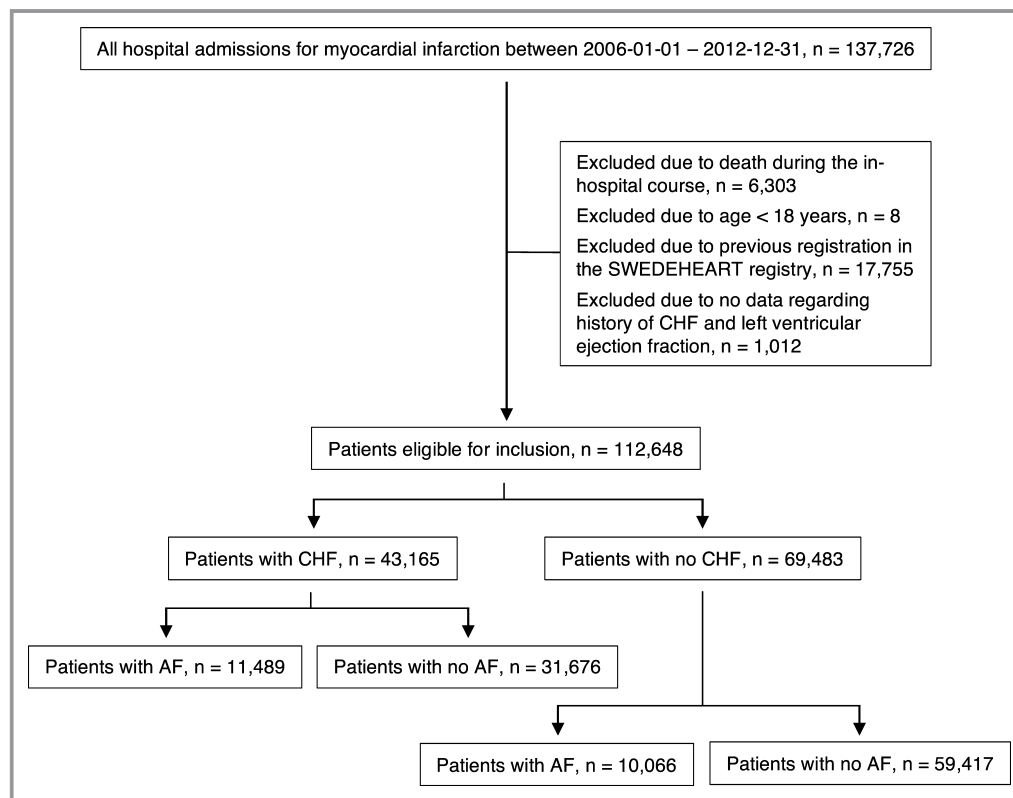 All hospital admissions for myocardial infarction between 2006-01-01 – 2012-12-31, n = 137,726
Excluded due to death during the in-
hospital course, n = 6,303
Excluded due to age < 18 years, n = 8
Excluded due to previous registration in
the SWEDEHEART registry, n = 17,755
Excluded due to no data regarding
history of CHF and left ventricular
ejection fraction, n = 1,012
Patients eligible for inclusion, n = 112,648
Patients with CHF, n = 43,165
Patients with no CHF, n = 69,483
Patients with AF, n = 11,489
Patients with no AF, n = 31,676
Patients with AF, n = 10,066
Patients with no AF, n = 59,417